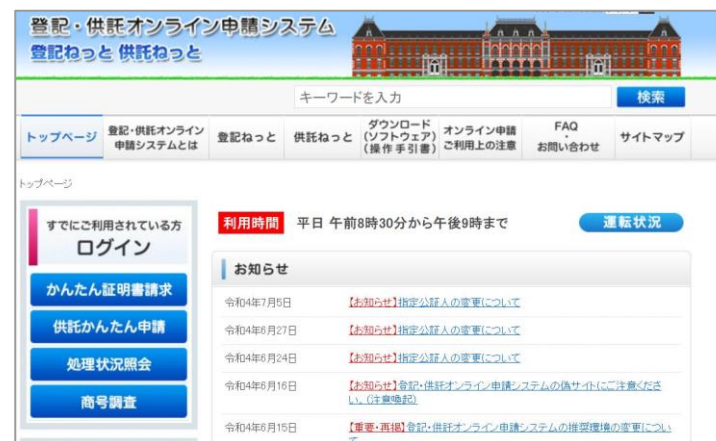 登記・供託オンライン申請システム
登記ねっと 供託ねっと
キーワードを入力
検索
トップページ
登記・供託オンライン
申請システムとは
登記ねっと
供託ねっと
ダウンロード
(ソフトウェア)
(操作手引書)
オンライン申請
ご利用上の注意
FAQ
・
お問い合わせ
サイトマップ
トップページ
すでにご利用されている方
ログイン
かんたん証明書請求
供託かんたん申請
処理状況照会
商号調査
利用時間 平日 午前8時30分から午後9時まで
運転状況
お知らせ
令和4年7月5日 【お知らせ】指定公証人の変更について
令和4年6月27日 【お知らせ】指定公証人の変更について
令和4年6月24日 【お知らせ】指定公証人の変更について
令和4年6月16日 【お知らせ】登記・供託オンライン申請システムの偽サイトにご注意くださ
い。(注意喚起)
令和4年6月15日 【重要・再掲】登記・供託オンライン申請システムの推奨環境の変更につい
て